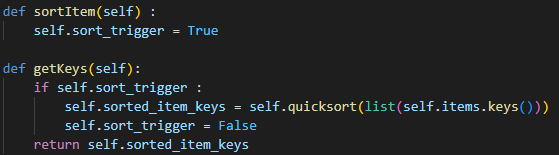 def sortItem(self) :
    self.sort_trigger = True

def getKeys(self):
    if self.sort_trigger :
        self.sorted_item_keys = self.quicksort(list(self.items.keys()))
        self.sort_trigger = False
    return self.sorted_item_keys